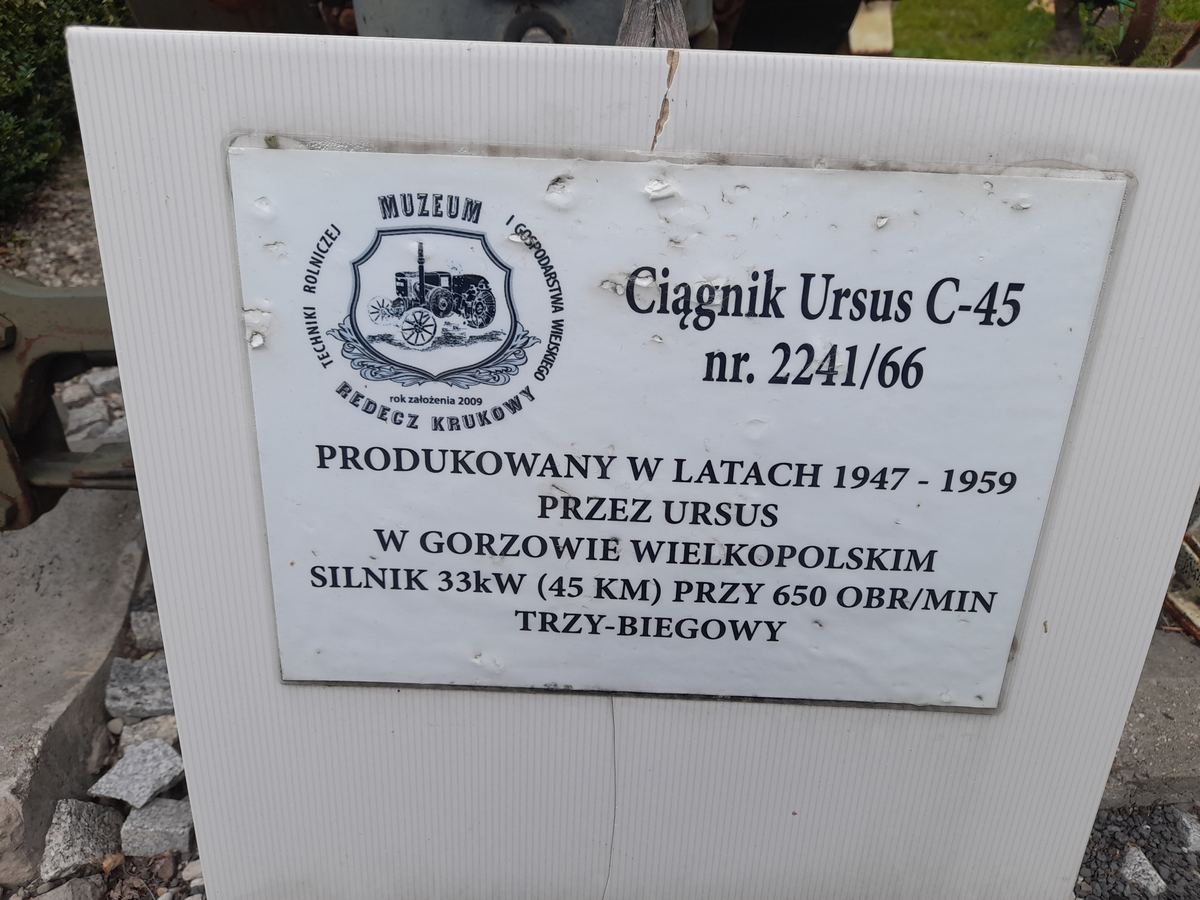 MUZEUM
TECHNIKI ROLNICZEJ
I GOSPODARSTWA WIEJSKIEGO
rok założenia 2009
REDECZ KRUKOWY
Ciągnik Ursus C-45
nr. 2241/66
PRODUKOWANY W LATACH 1947 - 1959
PRZEZ URSUS
W GORZOWIE WIELKOPOLSKIM
SILNIK 33kW (45 KM) PRZY 650 OBR/MIN
TRZY-BIEGOWY